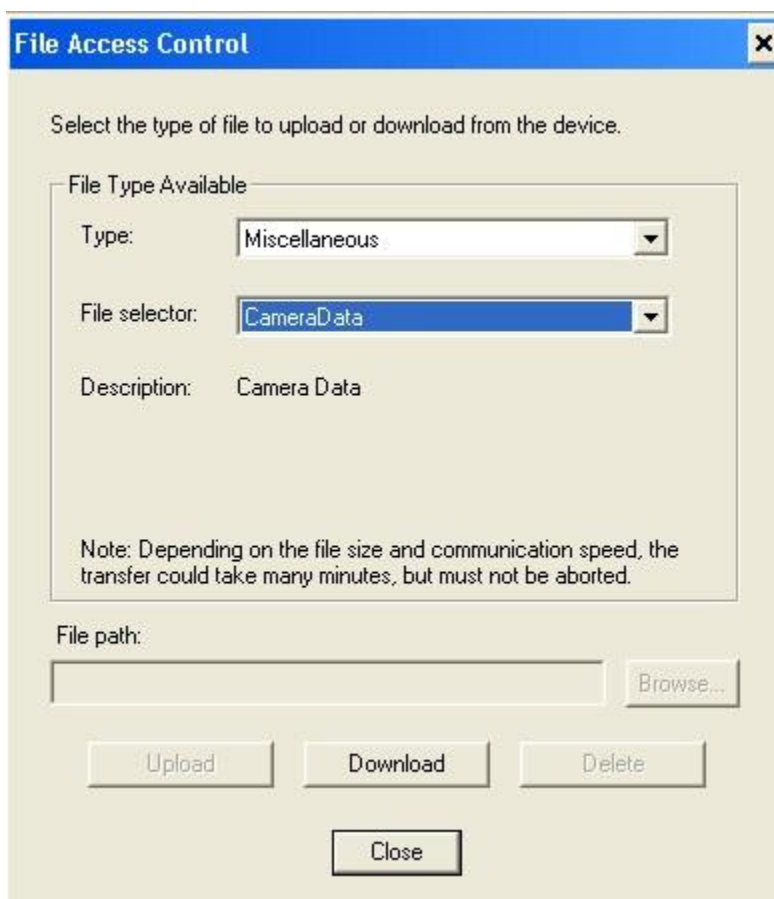 File Access Control
Select the type of file to upload or download from the device.
File Type Available
Type: Miscellaneous
File selector: CameraData
Description: Camera Data
Note: Depending on the file size and communication speed, the
transfer could take many minutes, but must not be aborted.
File path:
Browse...
Upload Download Delete
Close